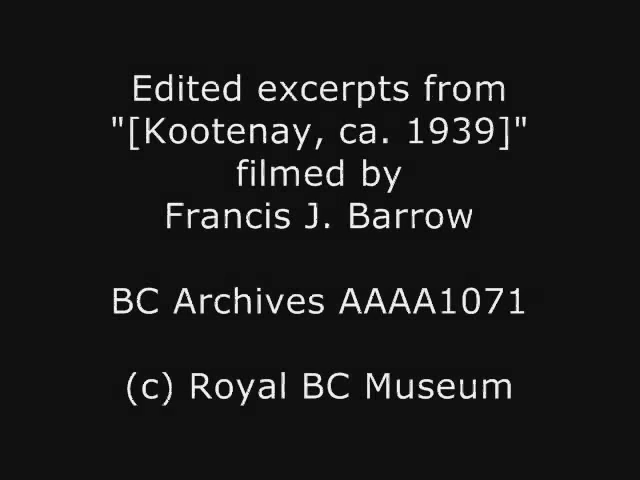 Edited excerpts from
"[Kootenay, ca. 1939]"
filmed by
Francis J. Barrow
BC Archives AAAA1071
(c) Royal BC Museum